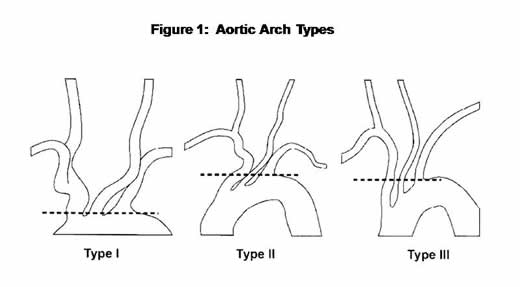 Figure 1: Aortic Arch Types
Type I
Type II
Type III